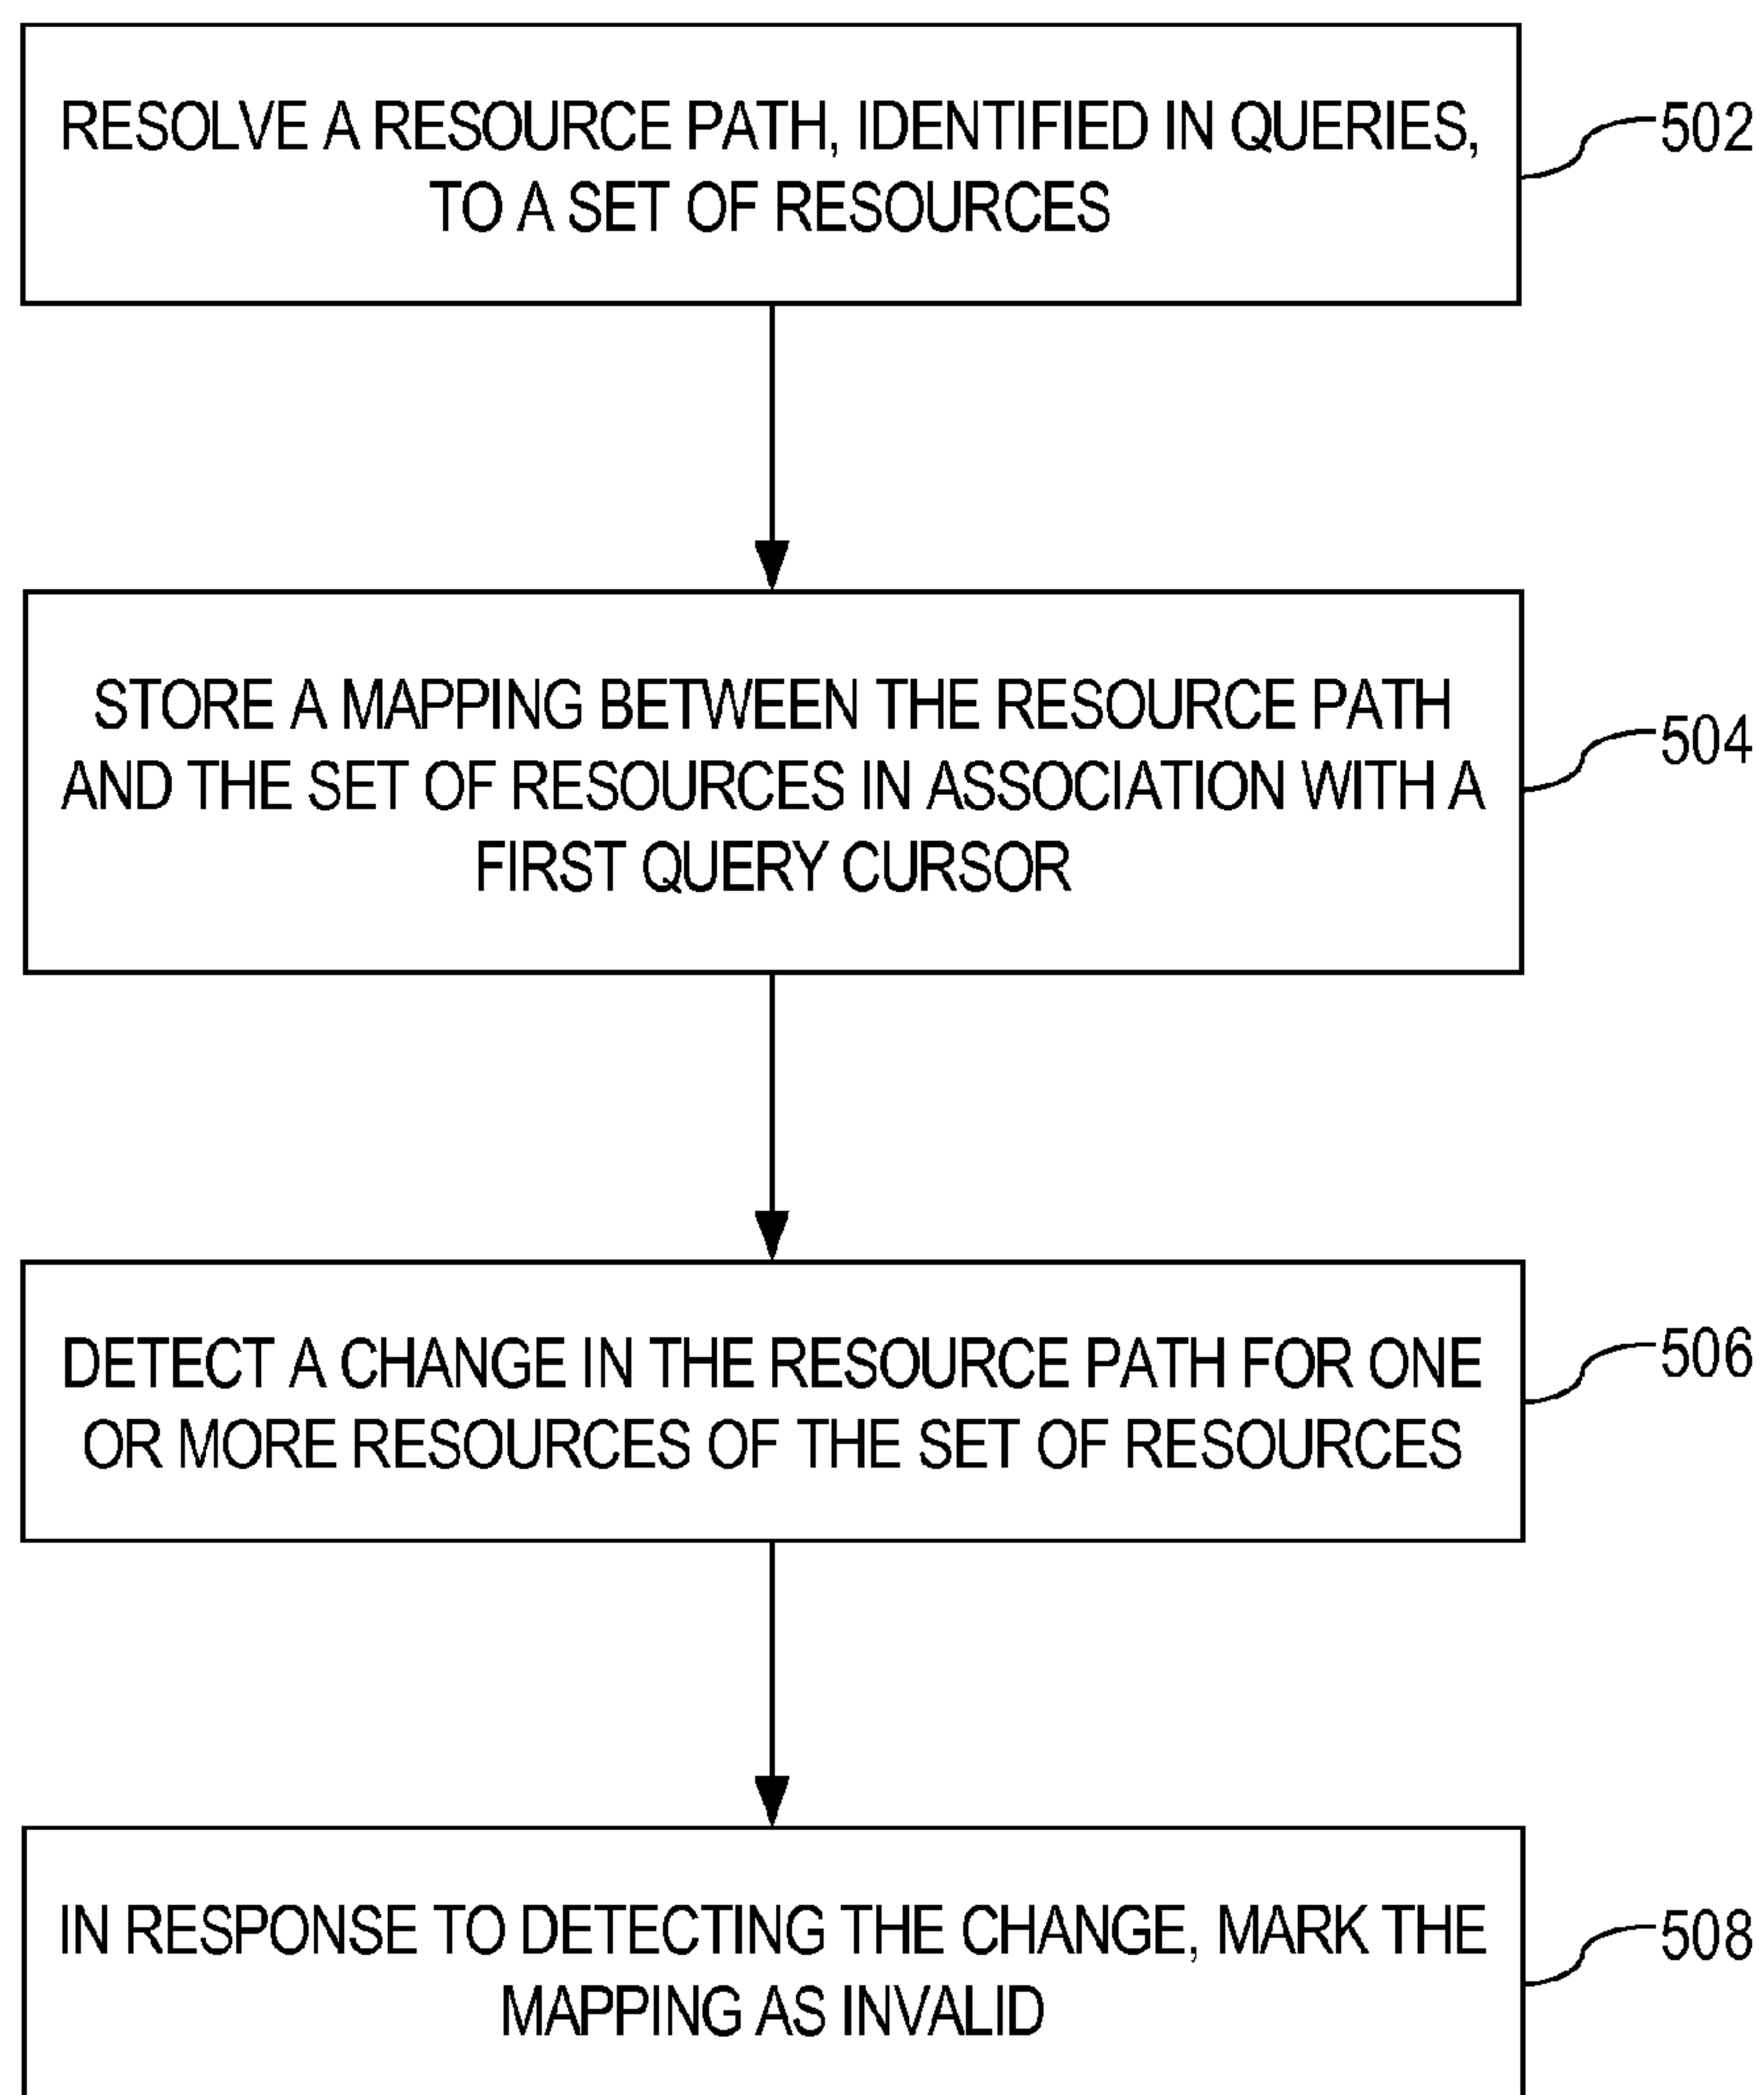 RESOLVE A RESOURCE PATH, IDENTIFIED IN QUERIES,
TO A SET OF RESOURCES
502
STORE A MAPPING BETWEEN THE RESOURCE PATH
AND THE SET OF RESOURCES IN ASSOCIATION WITH A
FIRST QUERY CURSOR
504
DETECT A CHANGE IN THE RESOURCE PATH FOR ONE
OR MORE RESOURCES OF THE SET OF RESOURCES
506
IN RESPONSE TO DETECTING THE CHANGE, MARK THE
MAPPING AS INVALID
508